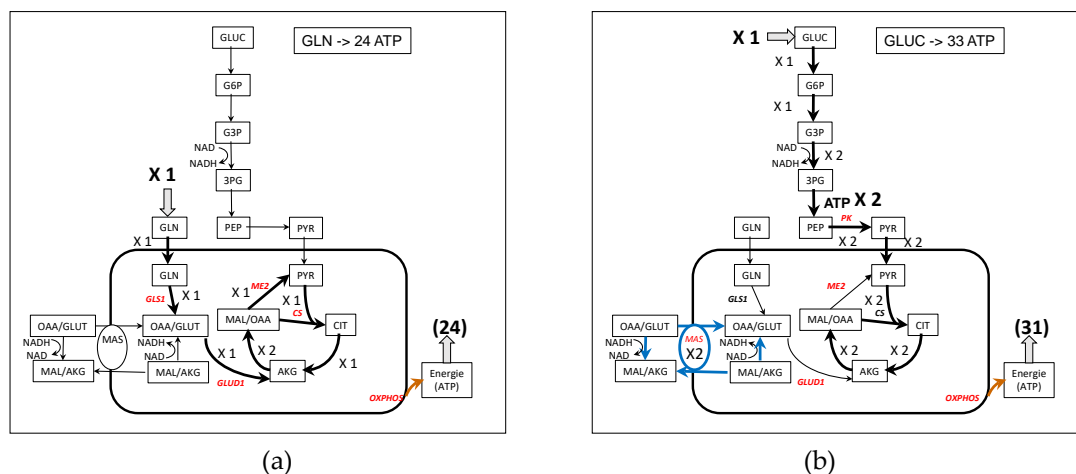 GLN -> 24 ATP
GLUC
G6P
G3P
NAD
NADH
3PG
X 1
GLN
PEP
PYR
X 1
GLN
PYR
GLS1
X 1
ME2
X 1
X 1
CS
OAA/GLUT
OAA/GLUT
MAL/OAA
CIT
NADH
NAD
MAS
NADH
NAD
X 1
X 2
X 1
MAL/AKG
MAL/AKG
GLUD1
AKG
(24)
Energie
(ATP)
OXPHOS
(a)
X 1
GLUC
GLUC -> 33 ATP
X 1
G6P
X 1
G3P
NAD
NADH
X 2
3PG
ATP X 2
GLN
PEP
PK
PYR
X 2
X 2
GLN
PYR
GLS1
ME2
X 2
CS
OAA/GLUT
OAA/GLUT
MAL/OAA
CIT
NADH
NAD
MAS
X2
NADH
NAD
X 2
X 2
MAL/AKG
MAL/AKG
GLUD1
AKG
(31)
Energie
(ATP)
OXPHOS
(b)